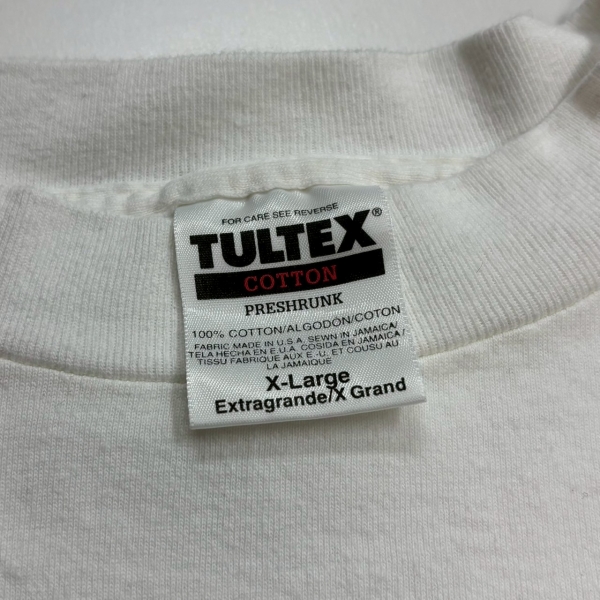 FOR CARE SEE REVERSE
TULTEX®
COTTON
PRESHRUNK
100% COTTON/ALGODÓN/COTON
FABRIC MADE IN U.S.A. SEWN IN JAMAICA/
TELA HECHA EN E.U.A. COSIDA EN JAMAICA/
TISSU FABRIQUE AUX E.-U. ET COUSU AU
LA JAMAIQUE
X-Large
Extragrande/X Grand